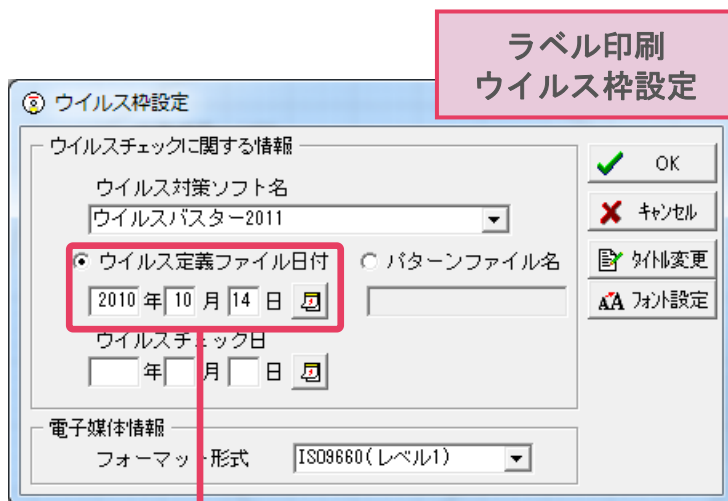 ラベル印刷
ウイルス枠設定
ウイルス枠設定
ウイルスチェックに関する情報
ウイルス対策ソフト名
ウイルスバスター2011
ウイルス定義ファイル日付
パターンファイル名
2010 年 10 月 14 日
ウイルスチェック日
年 月 日
電子媒体情報
フォーマット形式
ISO9660(レベル1)
OK
キャンセル
タイトル変更
フォント設定